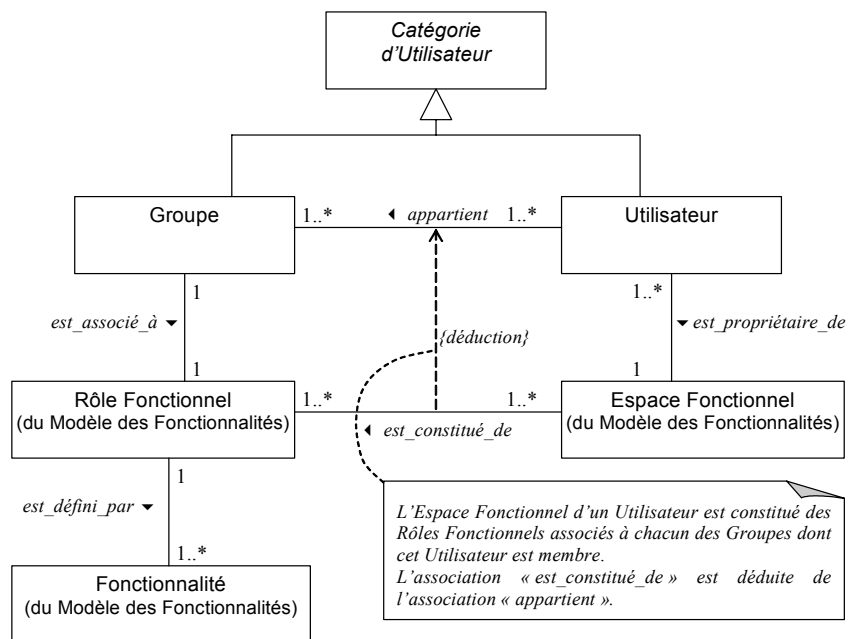 Catégorie
d'Utilisateur
Groupe
1..*
appartient
1..*
Utilisateur
1
1..*
est_associé_à
{déduction}
est_propriétaire_de
1
1
Rôle Fonctionnel
(du Modèle des Fonctionnalités)
1..*
1..*
Espace Fonctionnel
(du Modèle des Fonctionnalités)
est_constitué_de
1
est_défini_par
1..*
L'Espace Fonctionnel d'un Utilisateur est constitué des
Rôles Fonctionnels associés à chacun des Groupes dont
cet Utilisateur est membre.
L'association « est_constitué_de » est déduite de
l'association « appartient ».
Fonctionnalité
(du Modèle des Fonctionnalités)